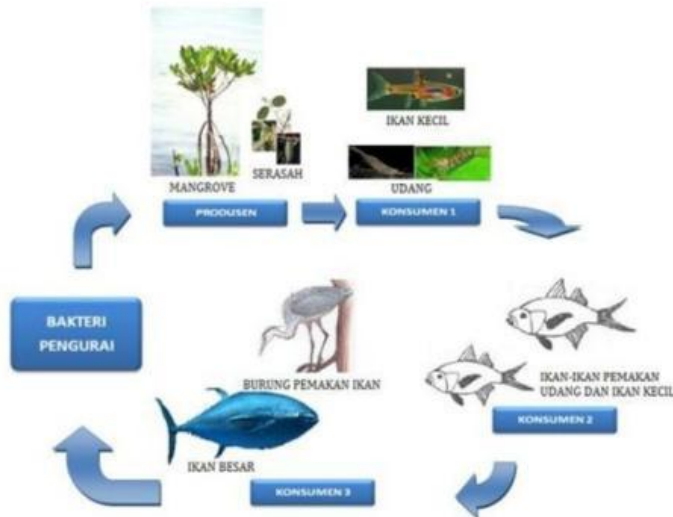 IKAN KECIL
SERASAH
MANGROVE
UDANG
PRODUSEN
KONSUMEN 1
BAKTERI
PENGURAI
BURUNG PEMAKAN IKAN
IKAN-IKAN PEMAKAN
UDANG DAN IKAN KECIL
KONSUMEN 2
IKAN BESAR
KONSUMEN 3